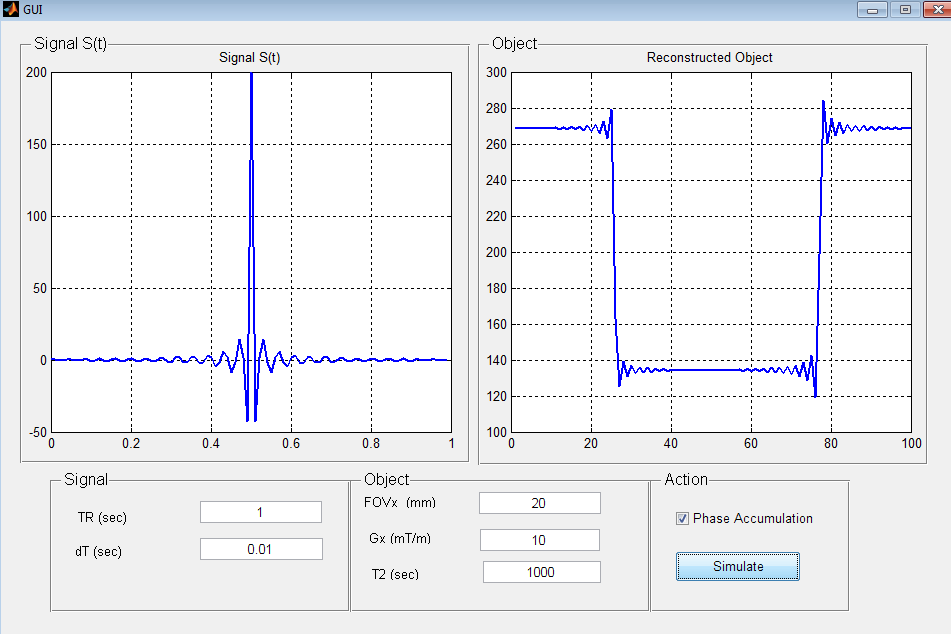 GUI
Signal S(t)
Signal S(t)
200
150
100
50
0
-50
0 0.2 0.4 0.6 0.8 1
Object
Reconstructed Object
300
280
260
240
220
200
180
160
140
120
100
0 20 40 60 80 100
Signal
TR (sec) 1
dT (sec) 0.01
Object
FOVx (mm) 20
Gx (mT/m) 10
T2 (sec) 1000
Action
Phase Accumulation
Simulate